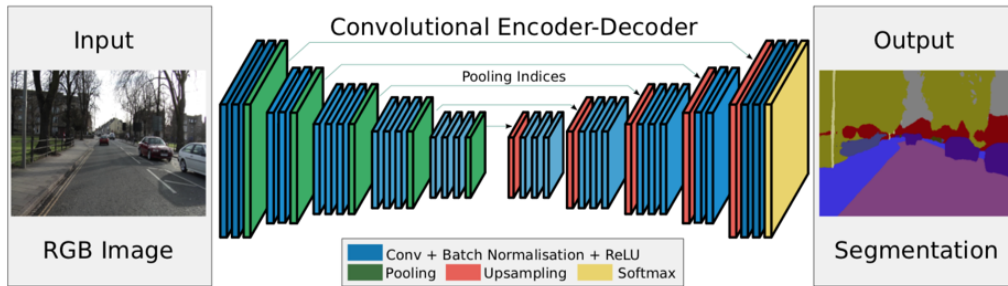 Input
RGB Image
Convolutional Encoder-Decoder
Pooling Indices
Conv + Batch Normalisation + ReLU
Pooling Upsampling Softmax
Output
Segmentation